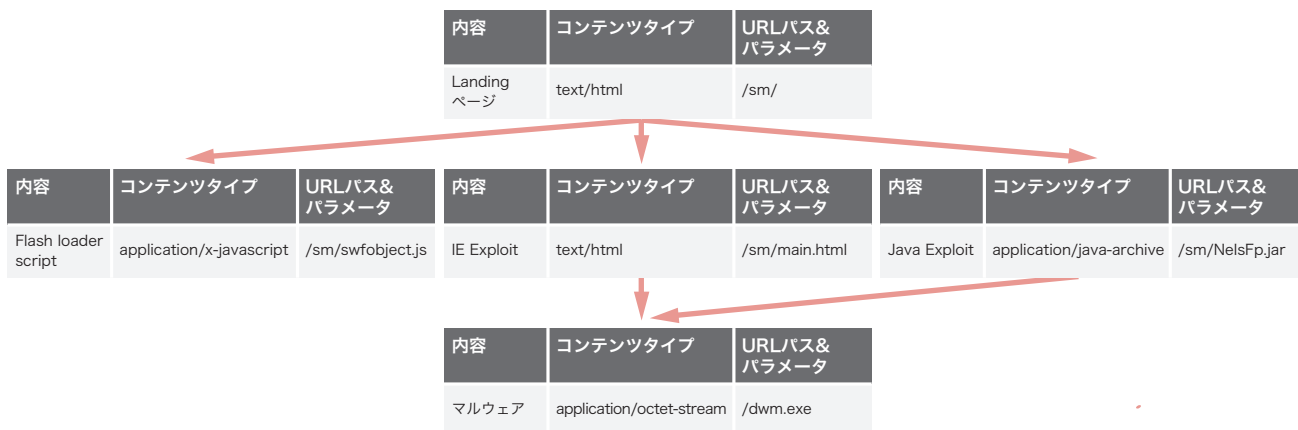 内容 コンテンツタイプ URLパス&
パラメータ
Landing
ページ text/html /sm/
内容 コンテンツタイプ URLパス&
パラメータ
Flash loader
script application/x-javascript /sm/swfobject.js
内容 コンテンツタイプ URLパス&
パラメータ
IE Exploit text/html /sm/main.html
内容 コンテンツタイプ URLパス&
パラメータ
Java Exploit application/java-archive /sm/NelsFp.jar
内容 コンテンツタイプ URLパス&
パラメータ
マルウェア application/octet-stream /dwm.exe